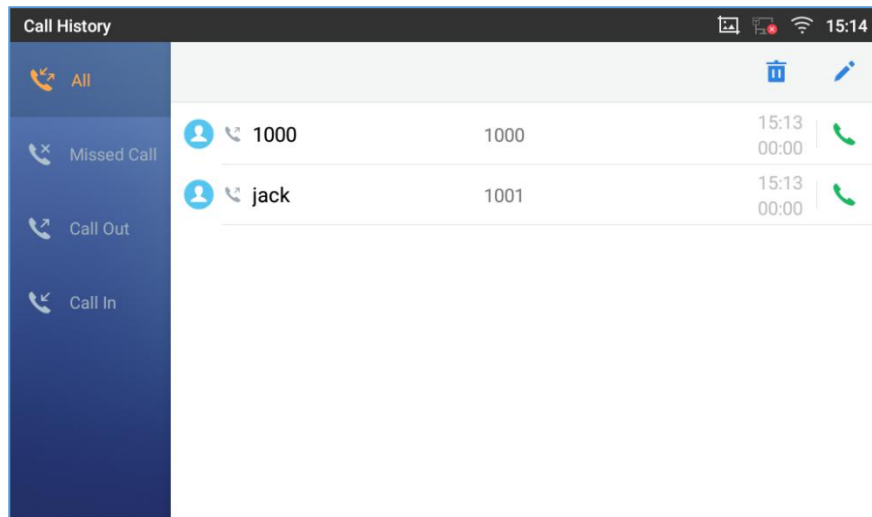 Call History 15:14
All
Missed Call
Call Out
Call In
1000 1000 15:13
00:00
jack 1001 15:13
00:00